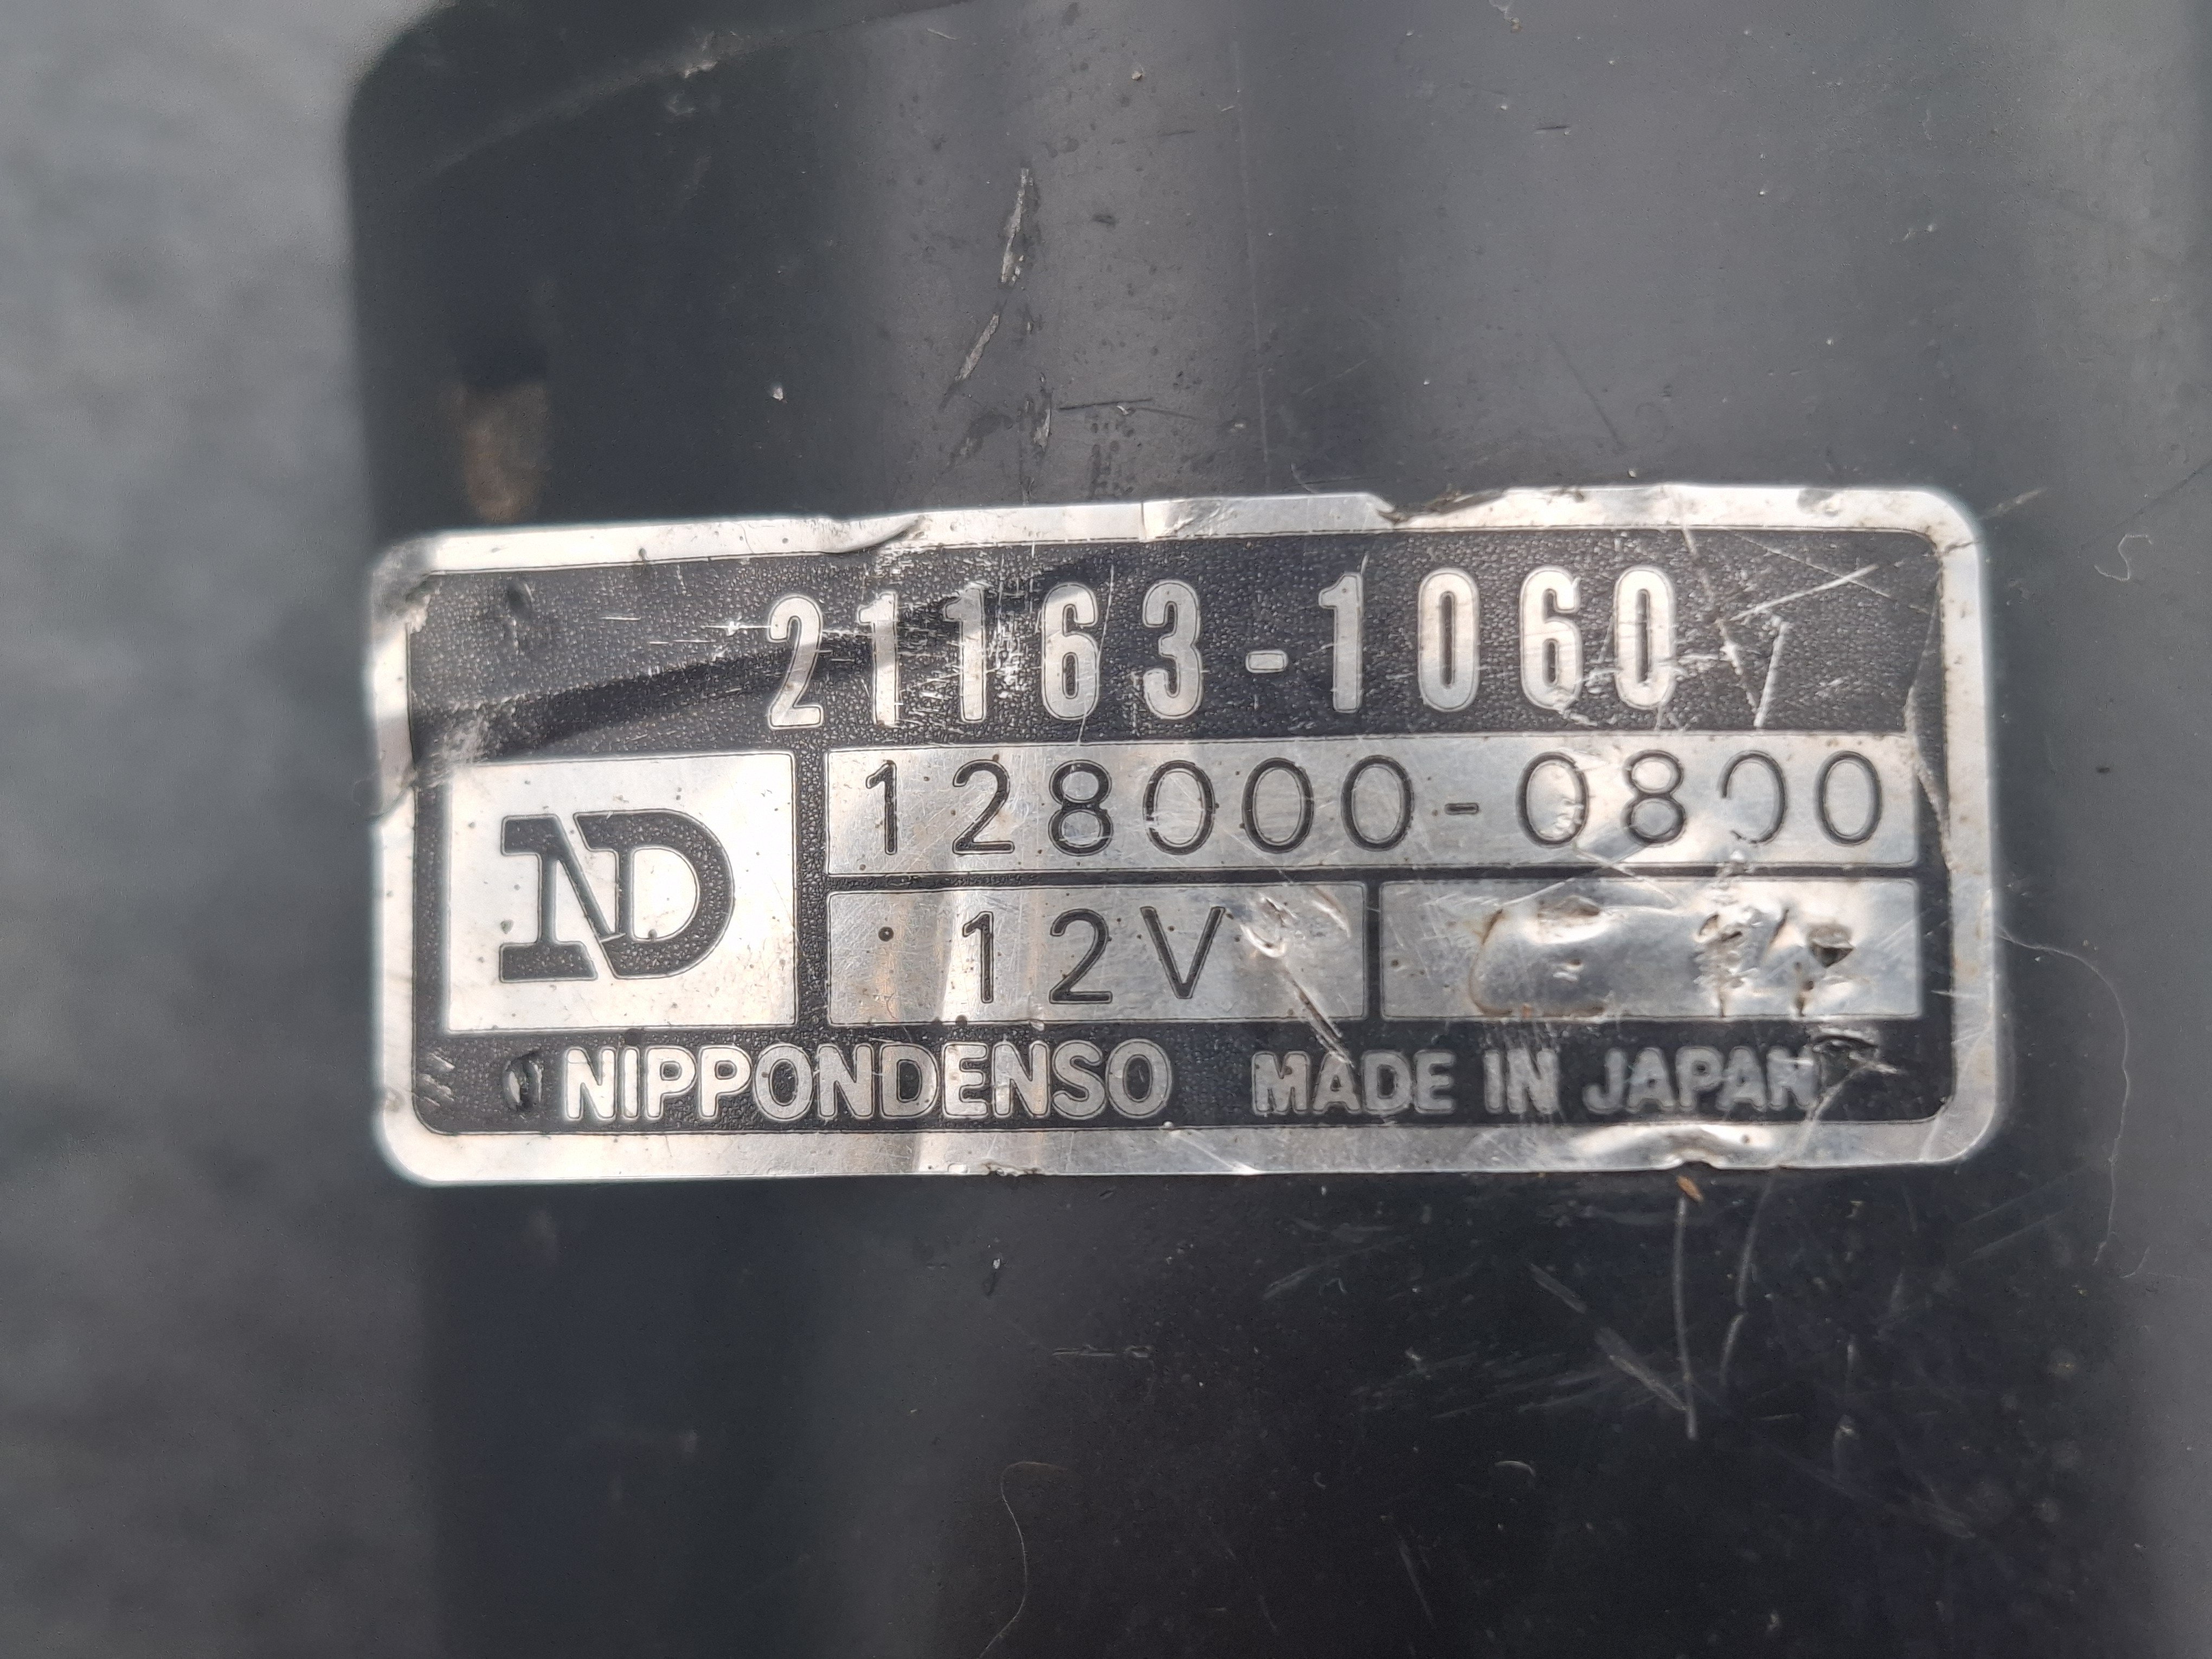 21163-1060
ND
128000-0800
12V
NIPPONDENSO MADE IN JAPAN